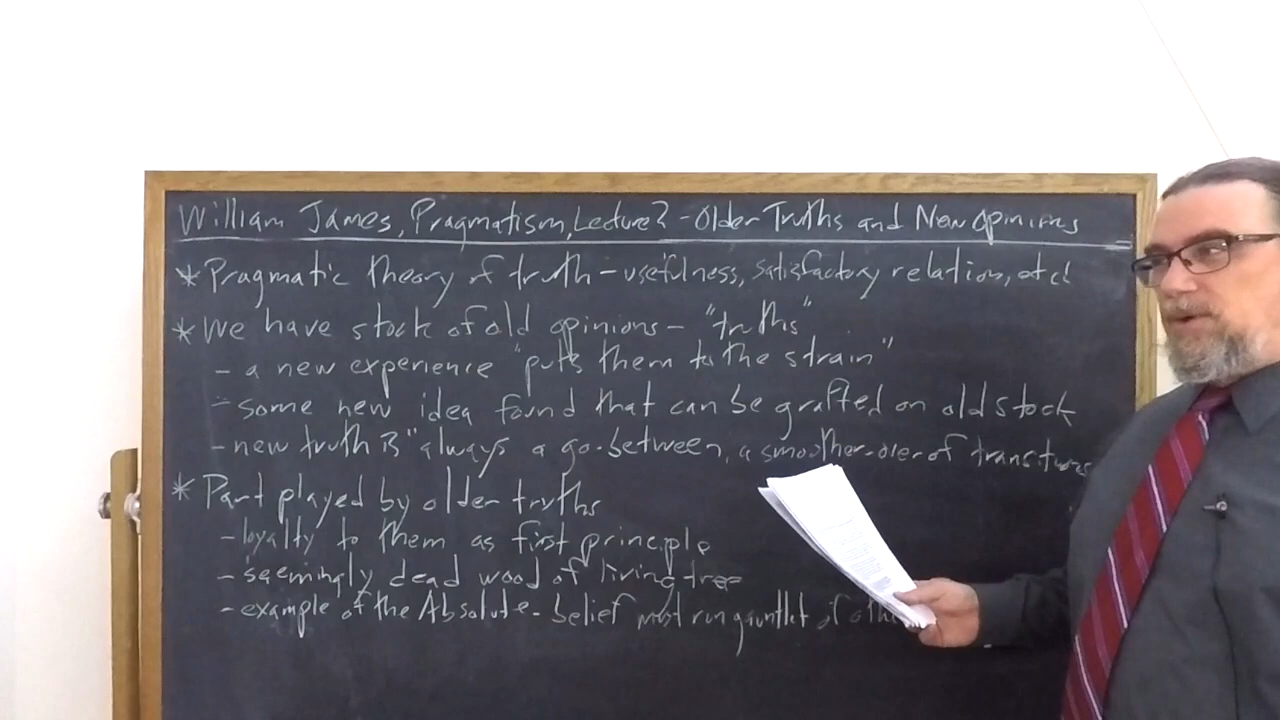 William James, Pragmatism, Lecture 2 - Older Truths and New Opinions
* Pragmatic theory of truth - usefulness, satisfactory relation, etc
* We have stock of old opinions - "truths"
- a new experience "puts them to the strain"
- some new idea found that can be grafted on old stock
- new truth is "always a go-between, a smoother-over of transitions
* Part played by older truths
- loyalty to them as first principle
- seemingly dead wood of living tree
- example of the Absolute - belief must run gauntlet of